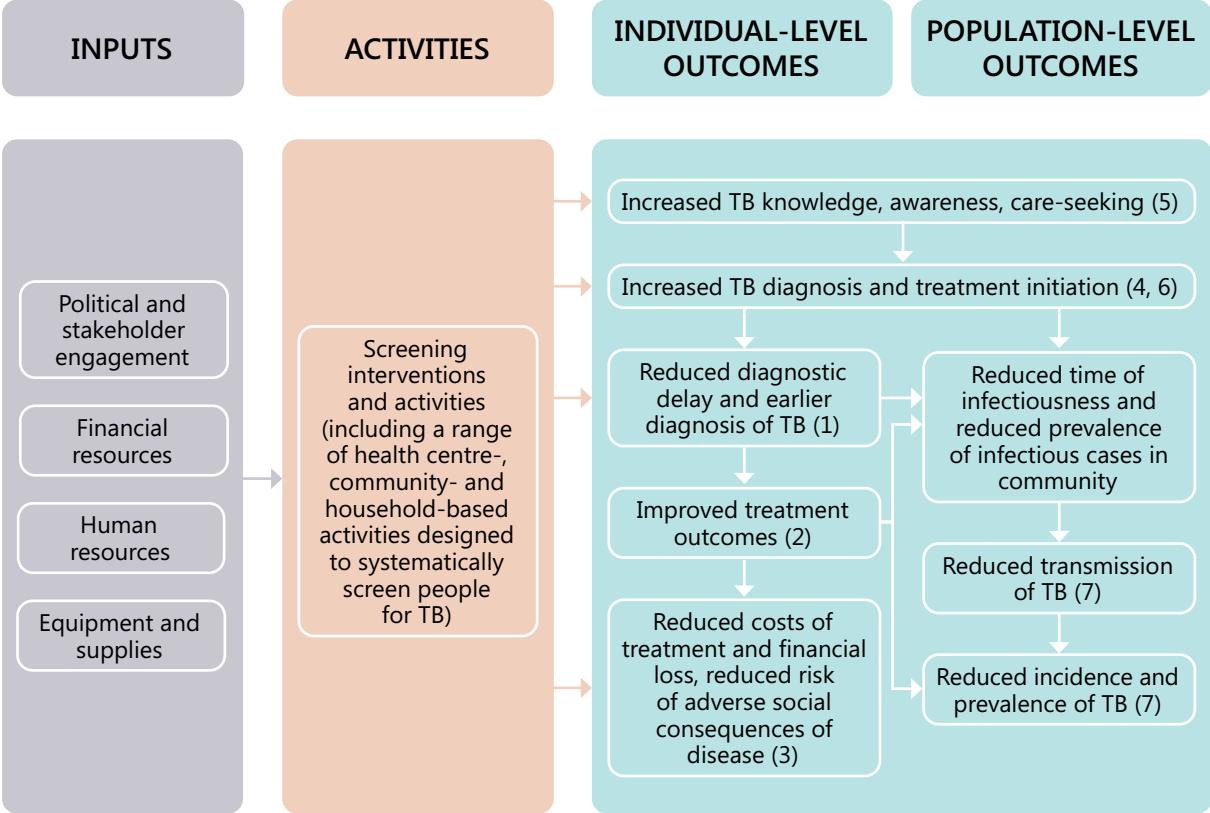 INPUTS
ACTIVITIES
INDIVIDUAL-LEVEL
OUTCOMES
POPULATION-LEVEL
OUTCOMES
Political and
stakeholder
engagement
Financial
resources
Human
resources
Equipment and
supplies
Screening
interventions
and activities
(including a range
of health centre-,
community- and
household-based
activities designed
to systematically
screen people
for TB)
Increased TB knowledge, awareness, care-seeking (5)
Increased TB diagnosis and treatment initiation (4, 6)
Reduced diagnostic
delay and earlier
diagnosis of TB (1)
Improved treatment
outcomes (2)
Reduced costs of
treatment and financial
loss, reduced risk
of adverse social
consequences of
disease (3)
Reduced time of
infectiousness and
reduced prevalence
of infectious cases in
community
Reduced transmission
of TB (7)
Reduced incidence and
prevalence of TB (7)